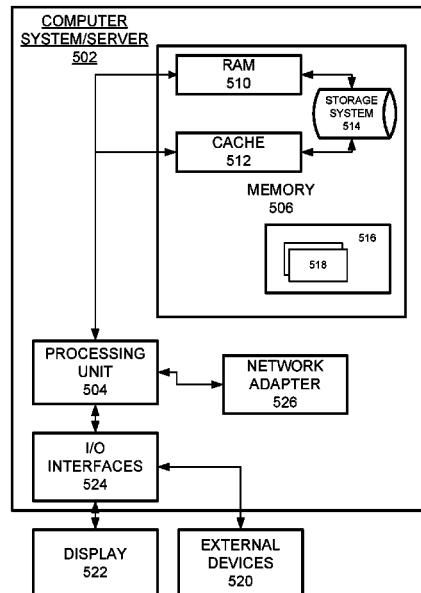 COMPUTER
SYSTEM/SERVER
502
RAM
510
STORAGE
SYSTEM
514
CACHE
512
MEMORY
506
516
518
PROCESSING
UNIT
504
NETWORK
ADAPTER
526
I/O
INTERFACES
524
DISPLAY
522
EXTERNAL
DEVICES
520